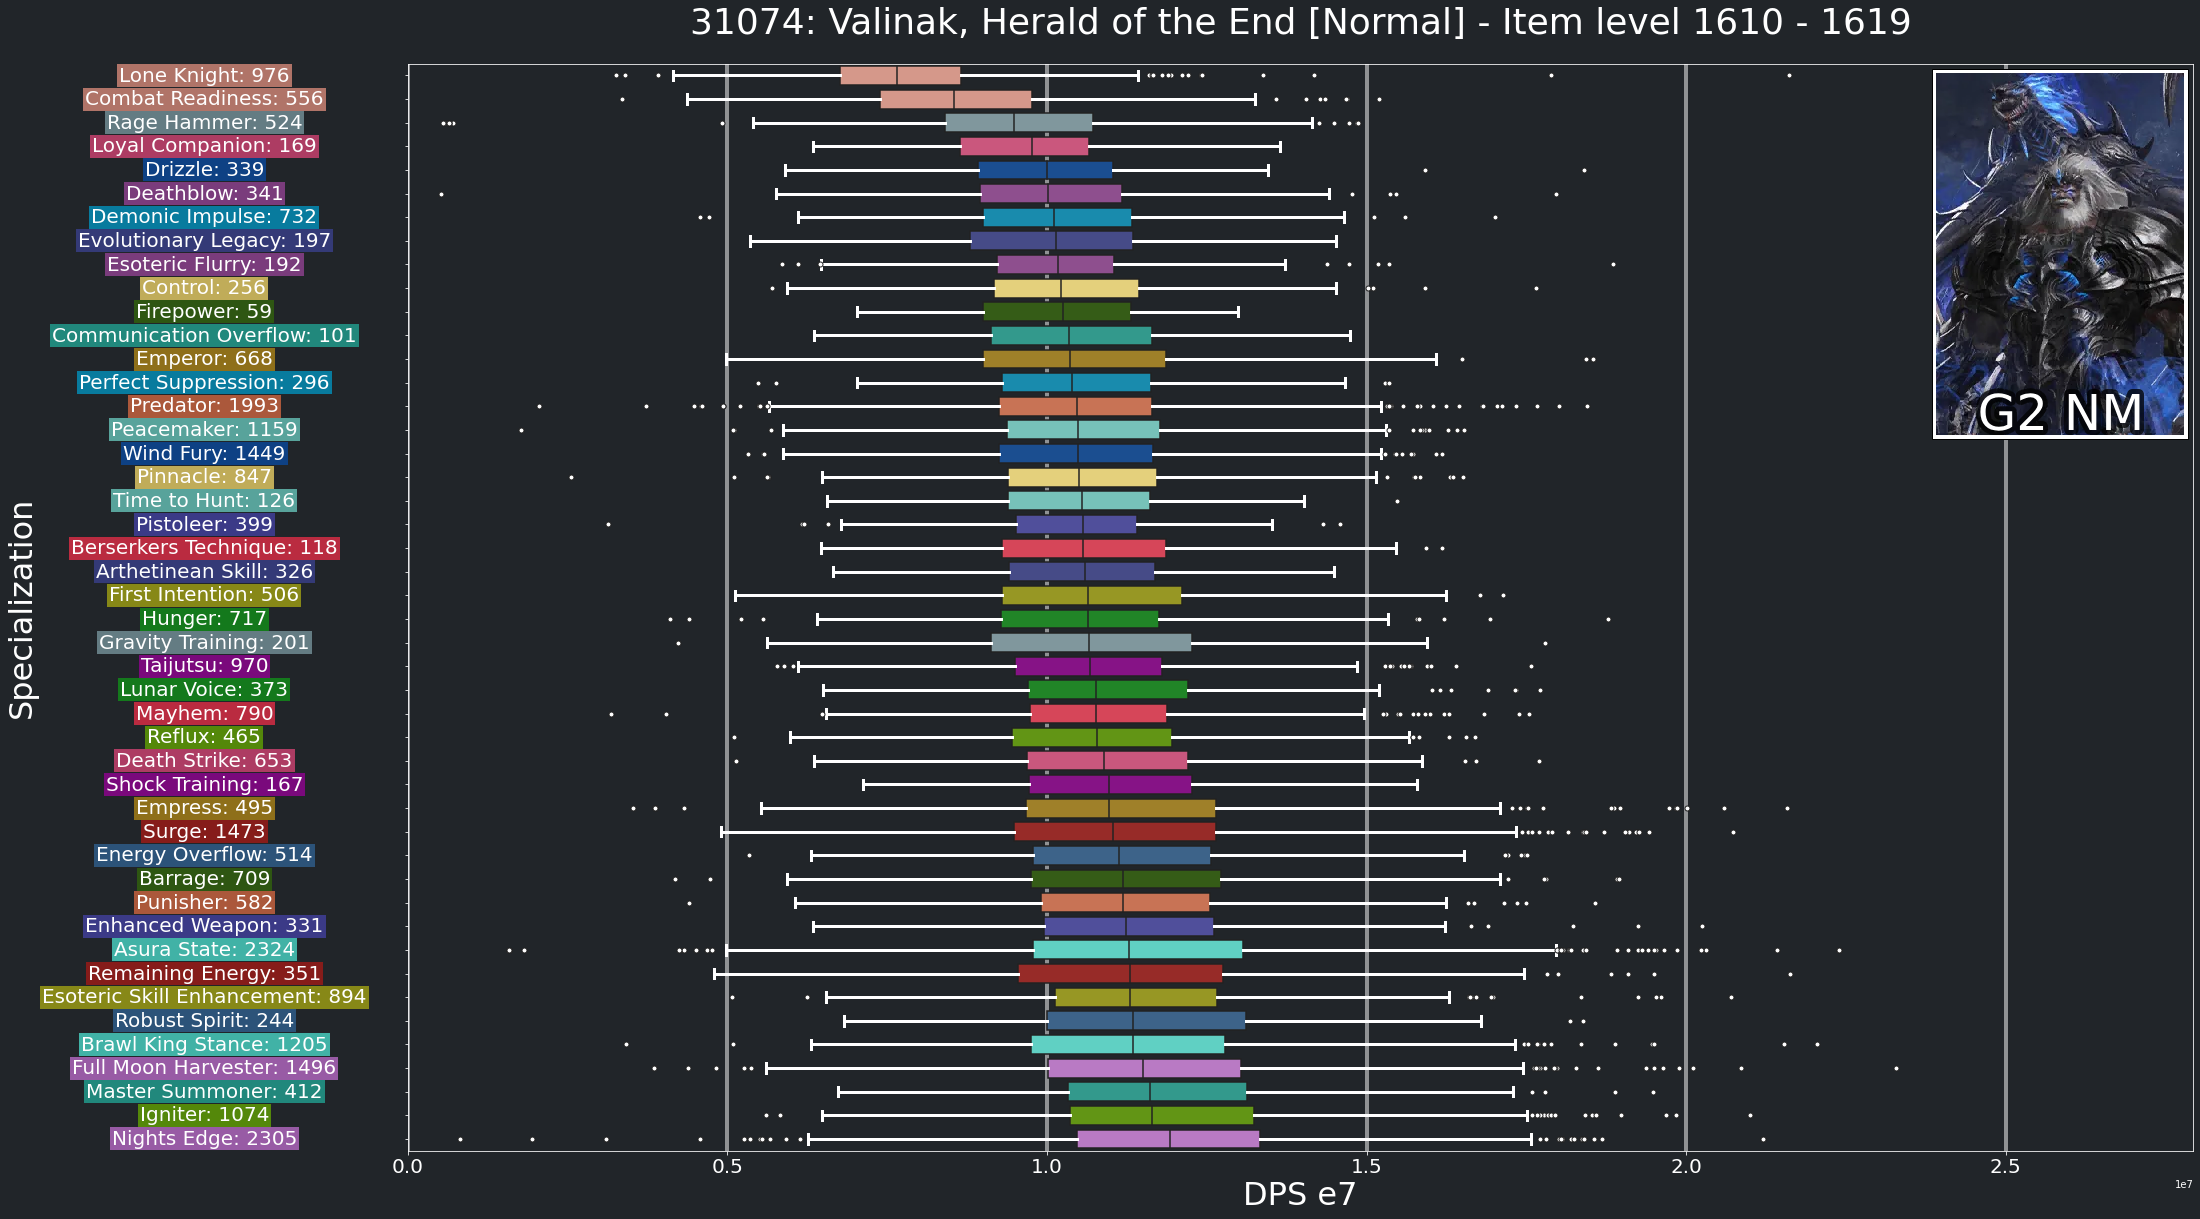 31074: Valinak, Herald of the End [Normal] - Item level 1610 - 1619
Specialization
Lone Knight: 976
Combat Readiness: 556
Rage Hammer: 524
Loyal Companion: 169
Drizzle: 339
Deathblow: 341
Demonic Impulse: 732
Evolutionary Legacy: 197
Esoteric Flurry: 192
Control: 256
Firepower: 59
Communication Overflow: 101
Emperor: 668
Perfect Suppression: 296
Predator: 1993
Peacemaker: 1159
Wind Fury: 1449
Pinnacle: 847
Time to Hunt: 126
Pistoleer: 399
Berserkers Technique: 118
Arthetinean Skill: 326
First Intention: 506
Hunger: 717
Gravity Training: 201
Taijutsu: 970
Lunar Voice: 373
Mayhem: 790
Reflux: 465
Death Strike: 653
Shock Training: 167
Empress: 495
Surge: 1473
Energy Overflow: 514
Barrage: 709
Punisher: 582
Enhanced Weapon: 331
Asura State: 2324
Remaining Energy: 351
Esoteric Skill Enhancement: 894
Robust Spirit: 244
Brawl King Stance: 1205
Full Moon Harvester: 1496
Master Summoner: 412
Igniter: 1074
Nights Edge: 2305
G2 NM
0.0 0.5 1.0 1.5 2.0 2.5
1e7
DPS e7